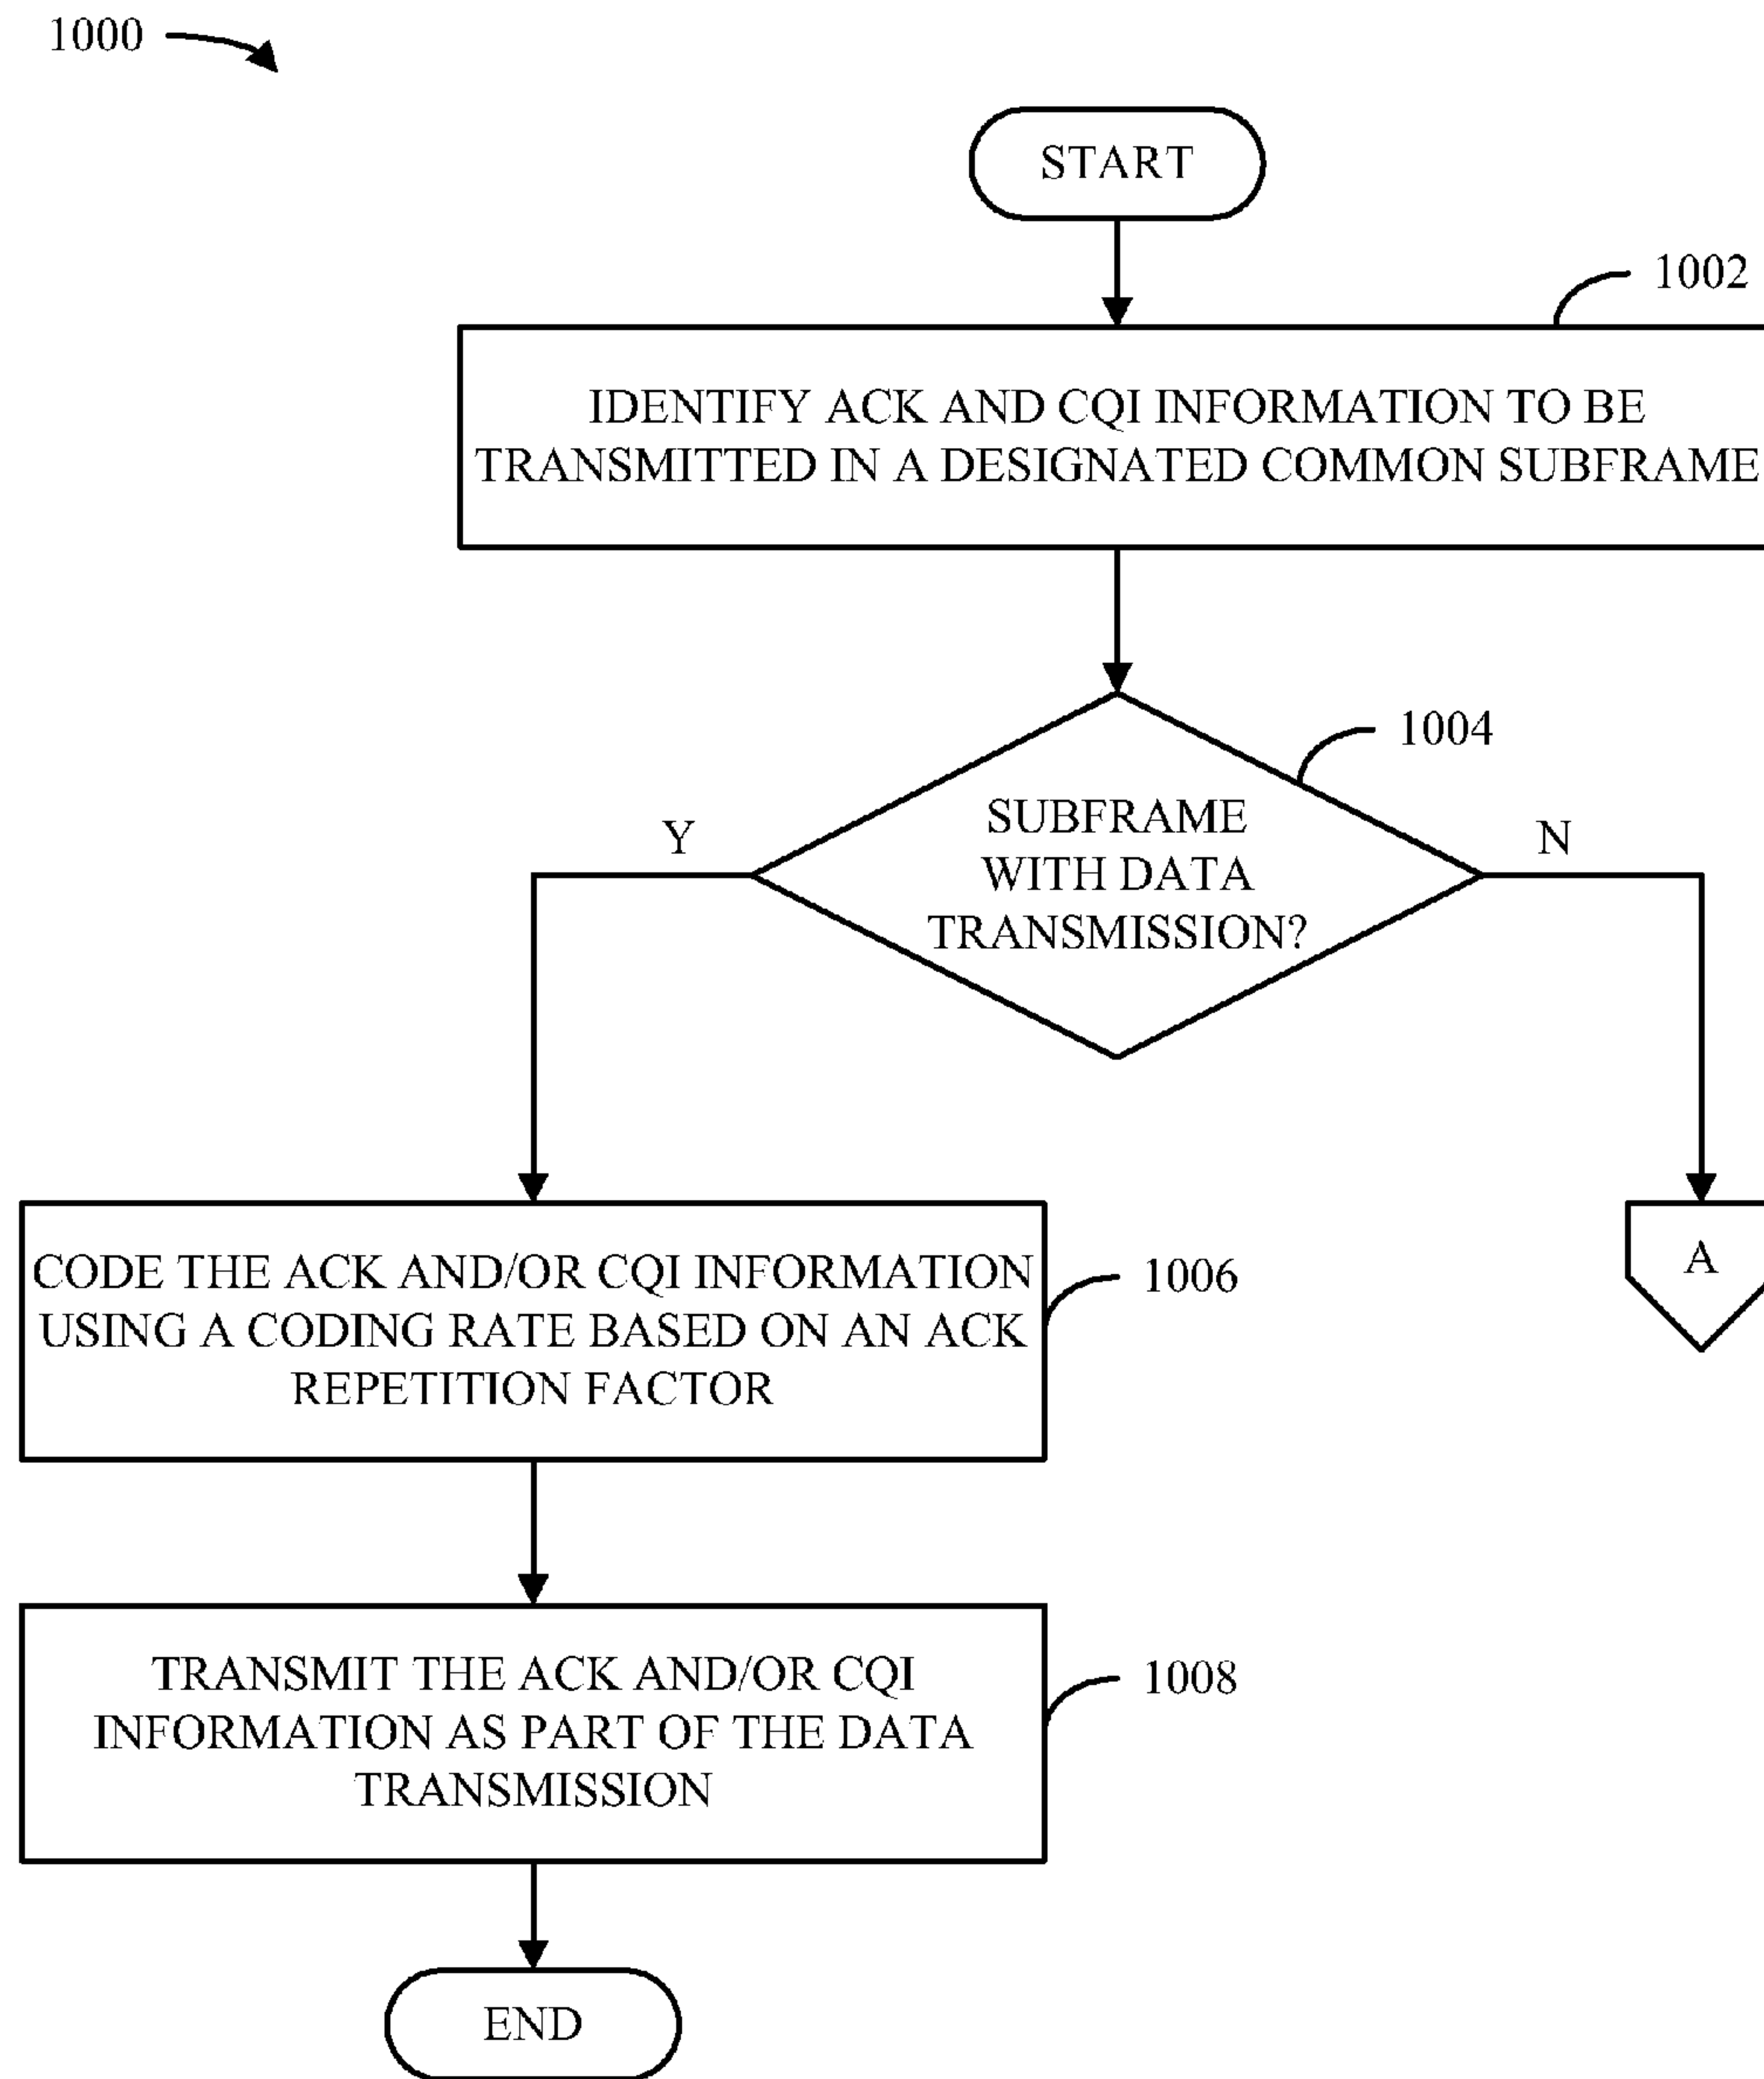 1000
START
1002
IDENTIFY ACK AND CQI INFORMATION TO BE
TRANSMITTED IN A DESIGNATED COMMON SUBFRAME
1004
SUBFRAME
WITH DATA
TRANSMISSION?
Y
N
CODE THE ACK AND/OR CQI INFORMATION
USING A CODING RATE BASED ON AN ACK
REPETITION FACTOR
1006
A
TRANSMIT THE ACK AND/OR CQI
INFORMATION AS PART OF THE DATA
TRANSMISSION
1008
END